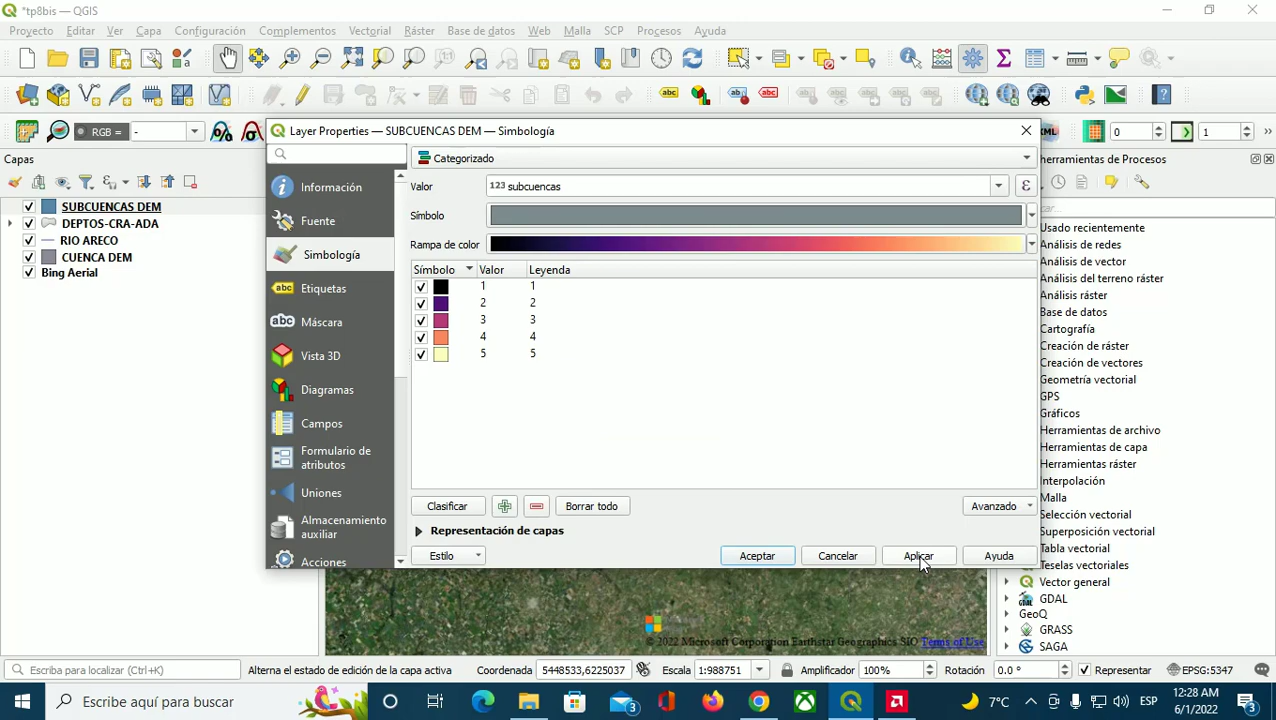 *tp8bis — QGIS
Proyecto Editar Ver Capa Configuración Complementos Vectorial Ráster Base de datos Web Malla SCP Procesos Ayuda
RGB = - 0 1
Capas
SUBCUENCAS DEM
DEPTOS-CRA-ADA
RIO ARECO
CUENCA DEM
Bing Aerial
Layer Properties — SUBCUENCAS DEM — Simbología
Información
Fuente
Simbología
Etiquetas
Máscara
Vista 3D
Diagramas
Campos
Formulario de
atributos
Uniones
Almacenamiento
auxiliar
Acciones
Categorizado
Valor 123 subcuencas
Símbolo
Rampa de color
Símbolo Valor Leyenda
1 1
2 2
3 3
4 4
5 5
Clasificar Borrar todo Avanzado
Representación de capas
Estilo Aceptar Cancelar Aplicar Ayuda
herramientas de Procesos
Usado recientemente
Análisis de redes
Análisis de vector
Análisis del terreno ráster
Análisis ráster
Base de datos
Cartografía
Creación de ráster
Creación de vectores
Geometría vectorial
GPS
Gráficos
Herramientas de archivo
Herramientas de capa
Herramientas ráster
Interpolación
Malla
Selección vectorial
Superposición vectorial
Tabla vectorial
Teselas vectoriales
Vector general
GDAL
GeoQ
GRASS
SAGA
© 2022 Microsoft Corporation Earthstar Geographics SIO Terms of Use
Escriba para localizar (Ctrl+K) Alterna el estado de edición de la capa activa Coordenada 5448533,6225037 Escala 1:988751 Amplificador 100% Rotación 0.0 ° Representar EPSG:5347
Escribe aquí para buscar 7°C ESP 12:28 AM
6/1/2022